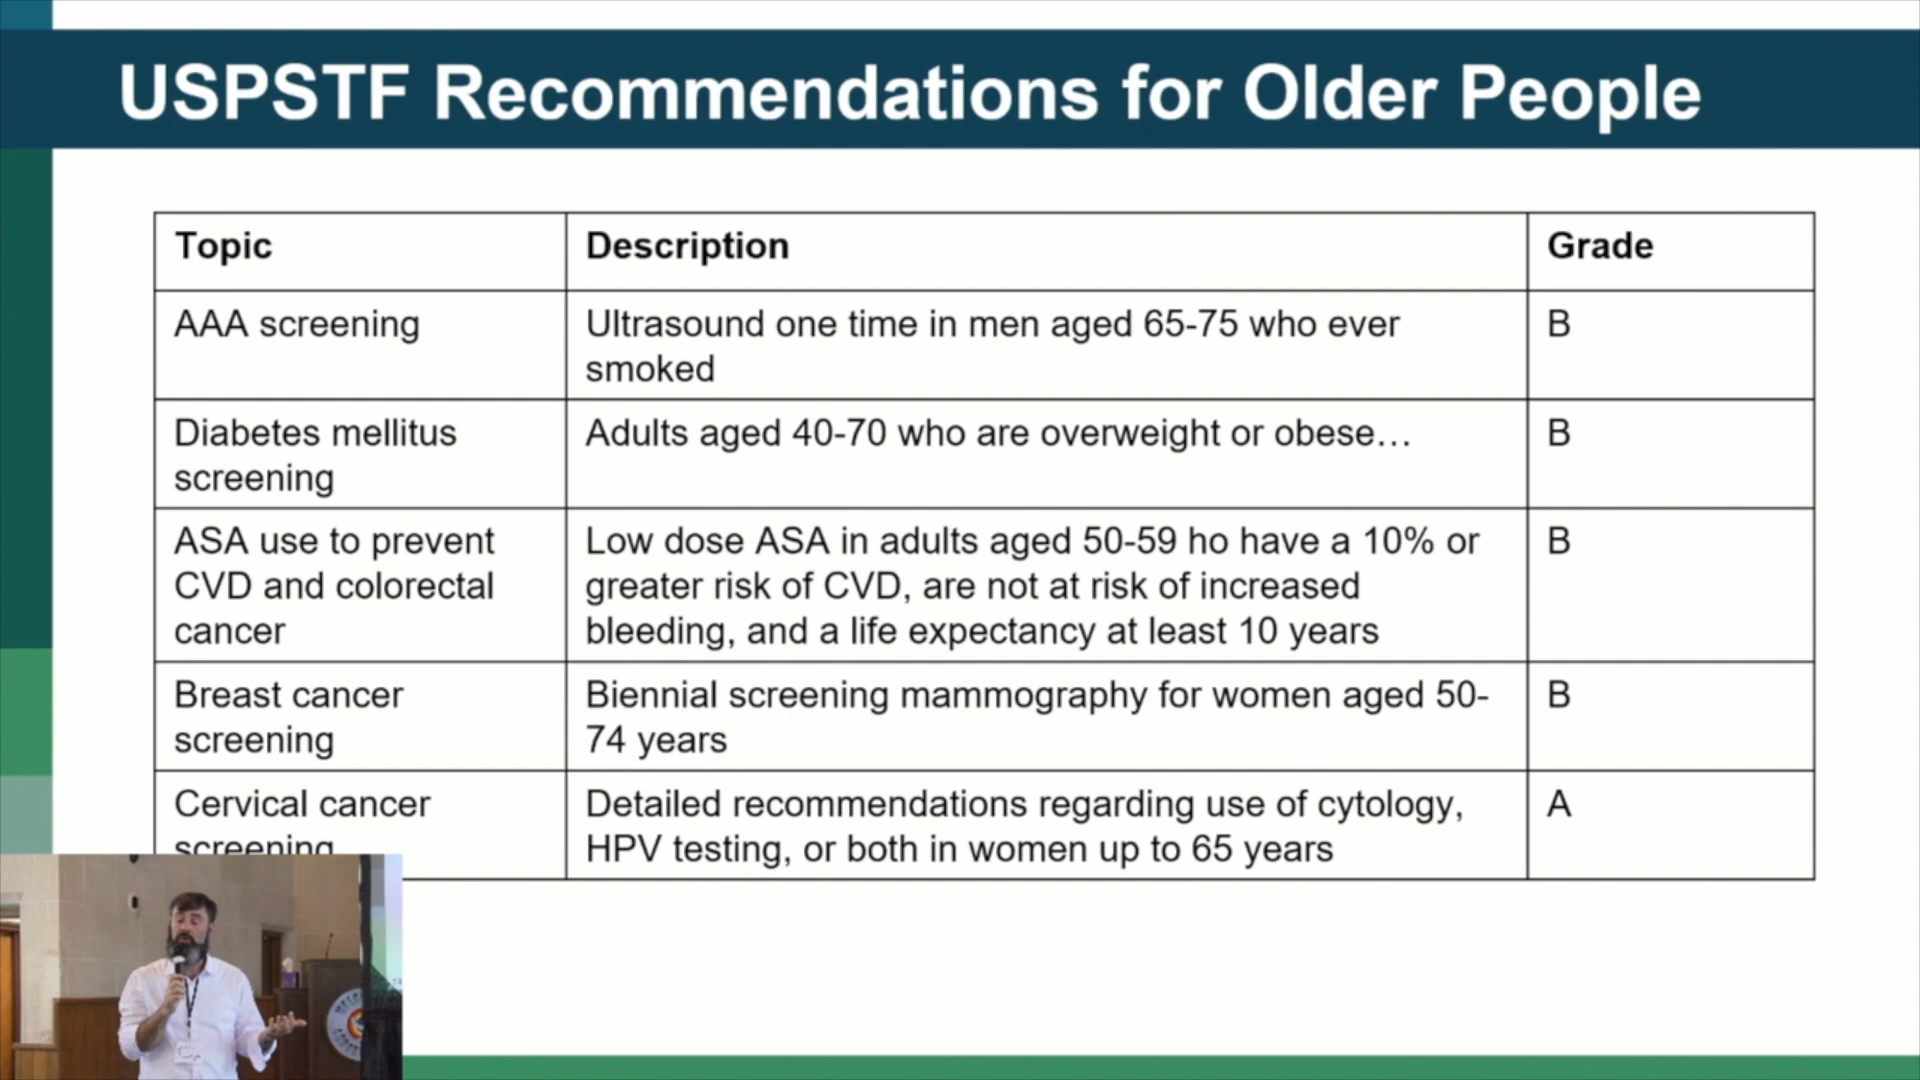 USPSTF Recommendations for Older People
Topic
Description
Grade
AAA screening
Ultrasound one time in men aged 65-75 who ever
smoked
B
Diabetes mellitus
screening
Adults aged 40-70 who are overweight or obese…
B
ASA use to prevent
CVD and colorectal
cancer
Low dose ASA in adults aged 50-59 ho have a 10% or
greater risk of CVD, are not at risk of increased
bleeding, and a life expectancy at least 10 years
B
Breast cancer
screening
Biennial screening mammography for women aged 50-
74 years
B
Cervical cancer
screening
Detailed recommendations regarding use of cytology,
HPV testing, or both in women up to 65 years
A